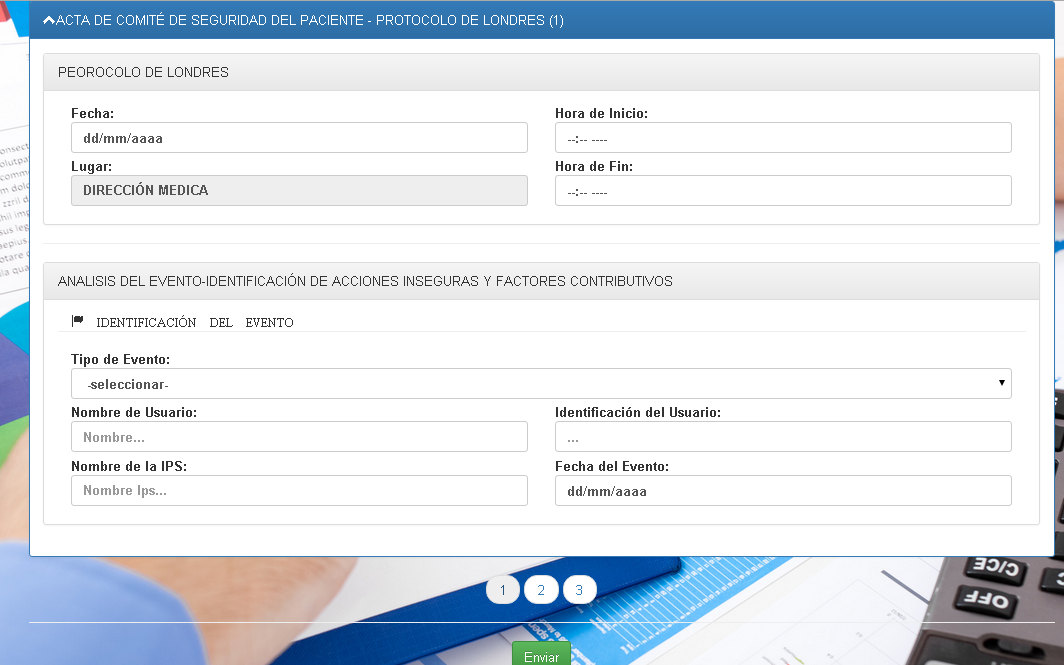 ACTA DE COMITÉ DE SEGURIDAD DEL PACIENTE - PROTOCOLO DE LONDRES (1)
PEOROCOLO DE LONDRES
Fecha:
Hora de Inicio:
dd/mm/aaaa
--:-- ----
Lugar:
Hora de Fin:
DIRECCIÓN MEDICA
--:-- ----
ANALISIS DEL EVENTO-IDENTIFICACIÓN DE ACCIONES INSEGURAS Y FACTORES CONTRIBUTIVOS
IDENTIFICACIÓN DEL EVENTO
Tipo de Evento:
-seleccionar-
Nombre de Usuario:
Identificación del Usuario:
Nombre...
...
Nombre de la IPS:
Fecha del Evento:
Nombre Ips...
dd/mm/aaaa
1 2 3
C/CE
OFF
Enviar